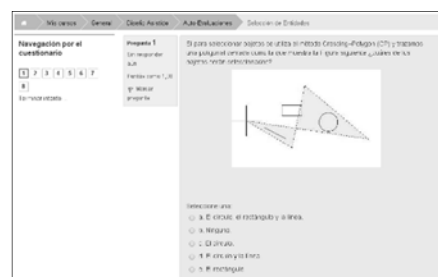 Mis cursos
General
Diseño Asistido
Auto-Evaluaciones
Selección de Entidades
Navegación por el
cuestionario
1 2 3 4 5 6 7
8
Pregunta 1
Sin responder
aún
Puntúa como 1,0
pregunta
Si para seleccionar objetos se utiliza el método Crossing-Polygon (CP) y trazando
una poligonal cerrada como la que muestra la Figura siguiente ¿cuáles de los
objetos serán seleccionados?
Seleccione una:
a. El círculo, el rectángulo y la línea.
b. Ninguno.
c. El círculo.
d. El círculo y la línea.
e. El rectángulo.